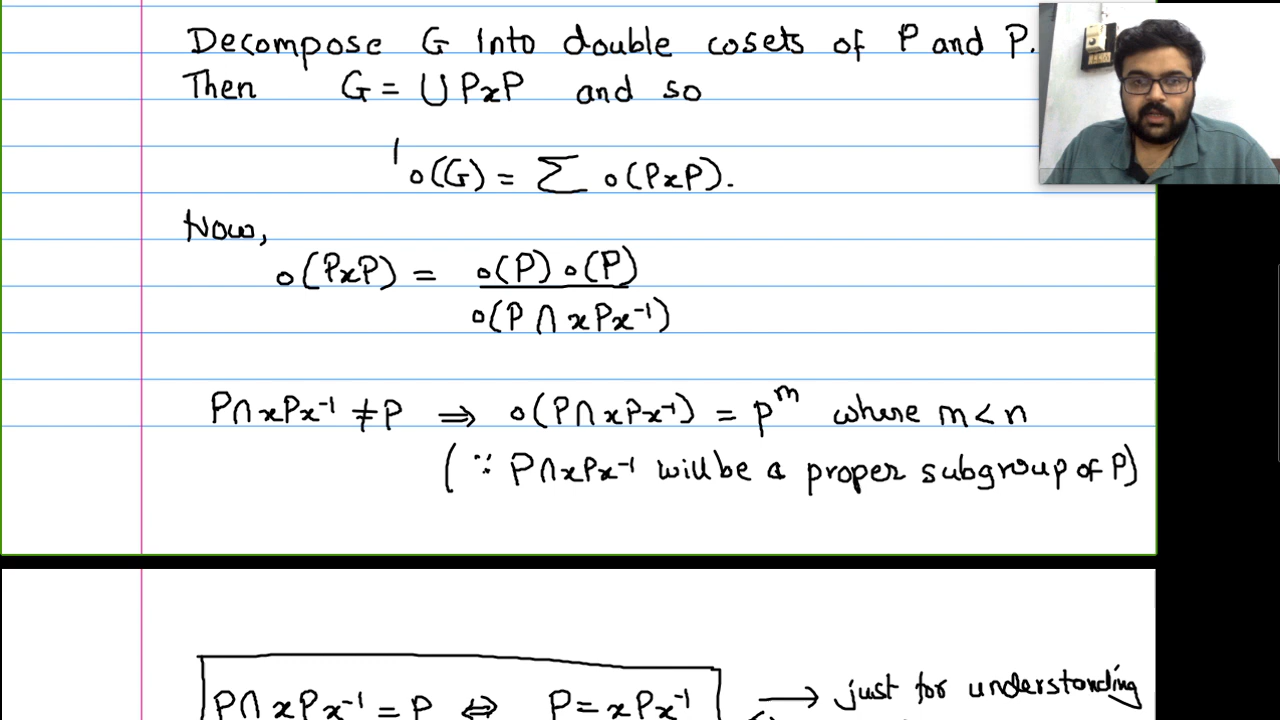 Decompose G into double cosets of P and P.
Then G = ∪ PxP and so
o(G) = Σ o(PxP).
Now,
o(PxP) = o(P) o(P)
o(P ∩ xPx⁻¹)
P∩xPx⁻¹ ≠ P ⇒ o(P∩xPx⁻¹) = pᵐ where m < n
(∵ P∩xPx⁻¹ will be a proper subgroup of P)
P∩xPx⁻¹ = P ⇔ P = xPx⁻¹ → just for understanding